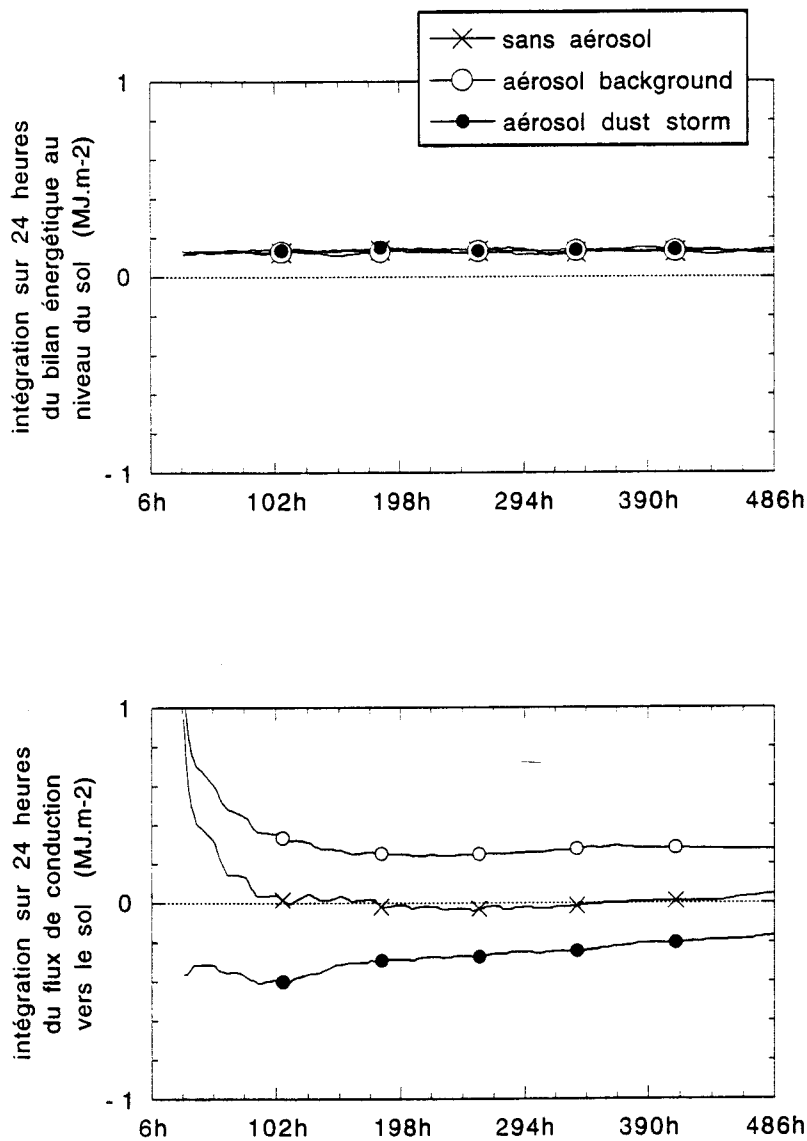 sans aérosol
aérosol background
aérosol dust storm
intégration sur 24 heures
du bilan énergétique au
niveau du sol (MJ.m-2)
1
0
- 1
6h 102h 198h 294h 390h 486h
intégration sur 24 heures
du flux de conduction
vers le sol (MJ.m-2)
1
0
- 1
6h 102h 198h 294h 390h 486h